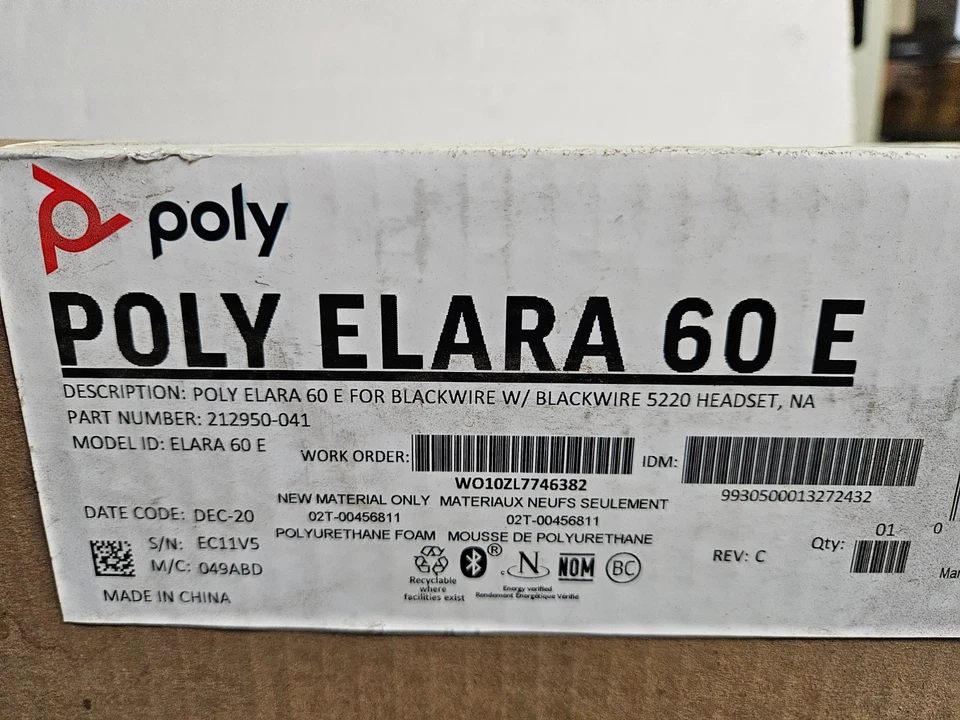 poly
POLY ELARA 60 E
DESCRIPTION: POLY ELARA 60 E FOR BLACKWIRE W/ BLACKWIRE 5220 HEADSET, NA
PART NUMBER: 212950-041
MODEL ID: ELARA 60 E
WORK ORDER:
WO10ZL7746382
IDM:
9930500013272432
NEW MATERIAL ONLY MATERIAUX NEUFS SEULEMENT
02T-00456811 02T-00456811
POLYURETHANE FOAM MOUSSE DE POLYURETHANE
DATE CODE: DEC-20
S/N: EC11V5
M/C: 049ABD
MADE IN CHINA
Recyclable
where
facilities exist
®
N
Energy verified
Rendement Énergétique Vérifié
NOM
BC
REV: C
Qty: 01
0
Mar